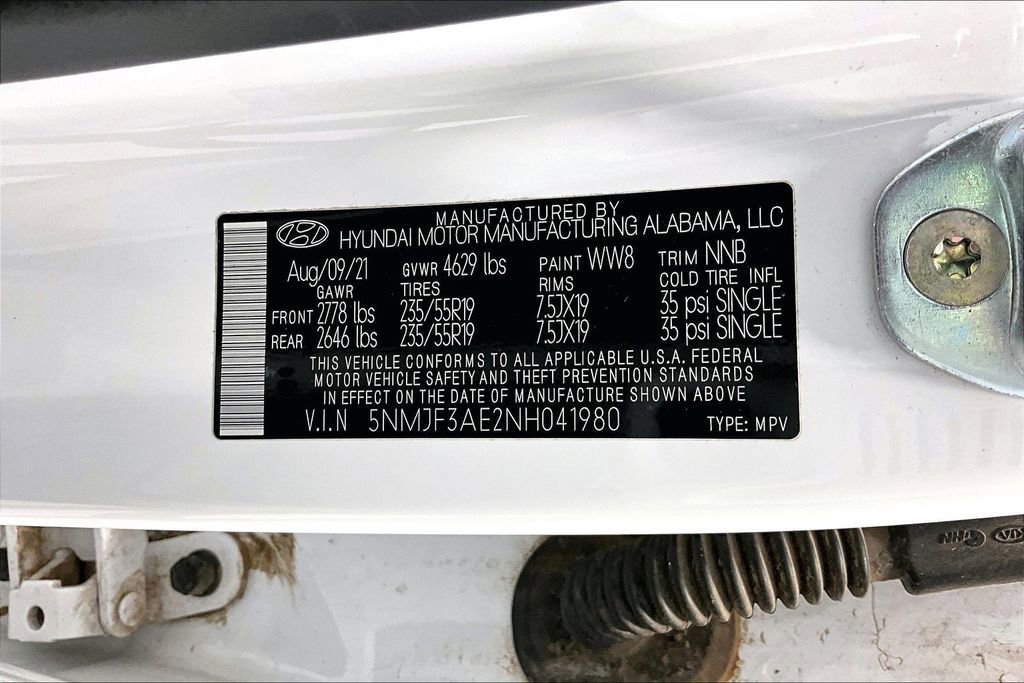 MANUFACTURED BY
HYUNDAI MOTOR MANUFACTURING ALABAMA, LLC
Aug/09/21 GVWR 4629 lbs PAINT WW8 TRIM NNB
GAWR TIRES RIMS COLD TIRE INFL
FRONT 2778 lbs 235/55R19 7.5JX19 35 psi SINGLE
REAR 2646 lbs 235/55R19 7.5JX19 35 psi SINGLE
THIS VEHICLE CONFORMS TO ALL APPLICABLE U.S.A. FEDERAL
MOTOR VEHICLE SAFETY AND THEFT PREVENTION STANDARDS
IN EFFECT ON THE DATE OF MANUFACTURE SHOWN ABOVE
V.I.N 5NMJF3AE2NH041980 TYPE: MPV